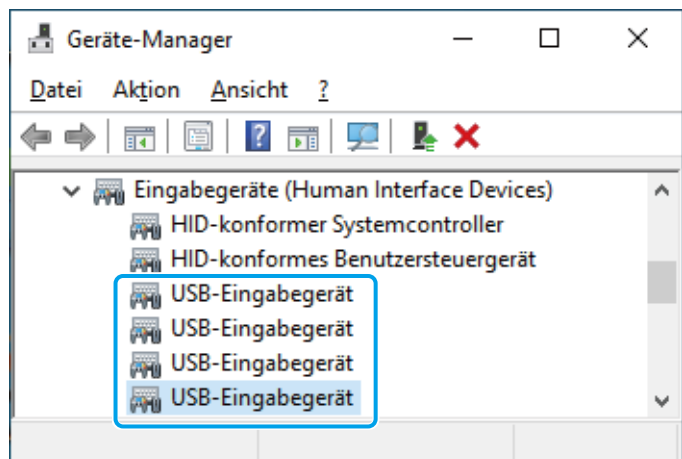 Geräte-Manager
Datei Aktion Ansicht ?
Eingabegeräte (Human Interface Devices)
HID-konformer Systemcontroller
HID-konformes Benutzersteuergerät
USB-Eingabegerät
USB-Eingabegerät
USB-Eingabegerät
USB-Eingabegerät